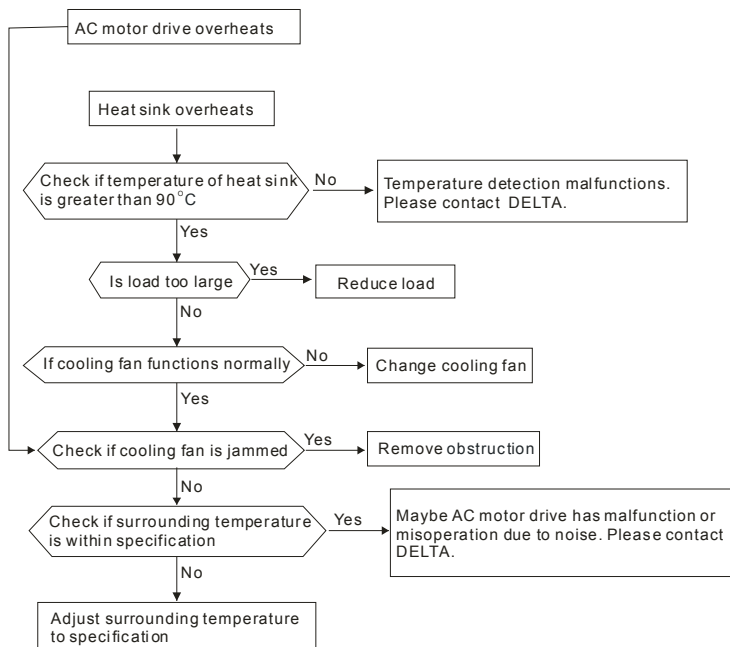 AC motor drive overheats
Heat sink overheats
Check if temperature of heat sink
is greater than 90°C
No
Temperature detection malfunctions.
Please contact DELTA.
Yes
Is load too large
Yes
Reduce load
No
If cooling fan functions normally
No
Change cooling fan
Yes
Check if cooling fan is jammed
Yes
Remove obstruction
No
Check if surrounding temperature
is within specification
Yes
Maybe AC motor drive has malfunction or
misoperation due to noise. Please contact
DELTA.
No
Adjust surrounding temperature
to specification